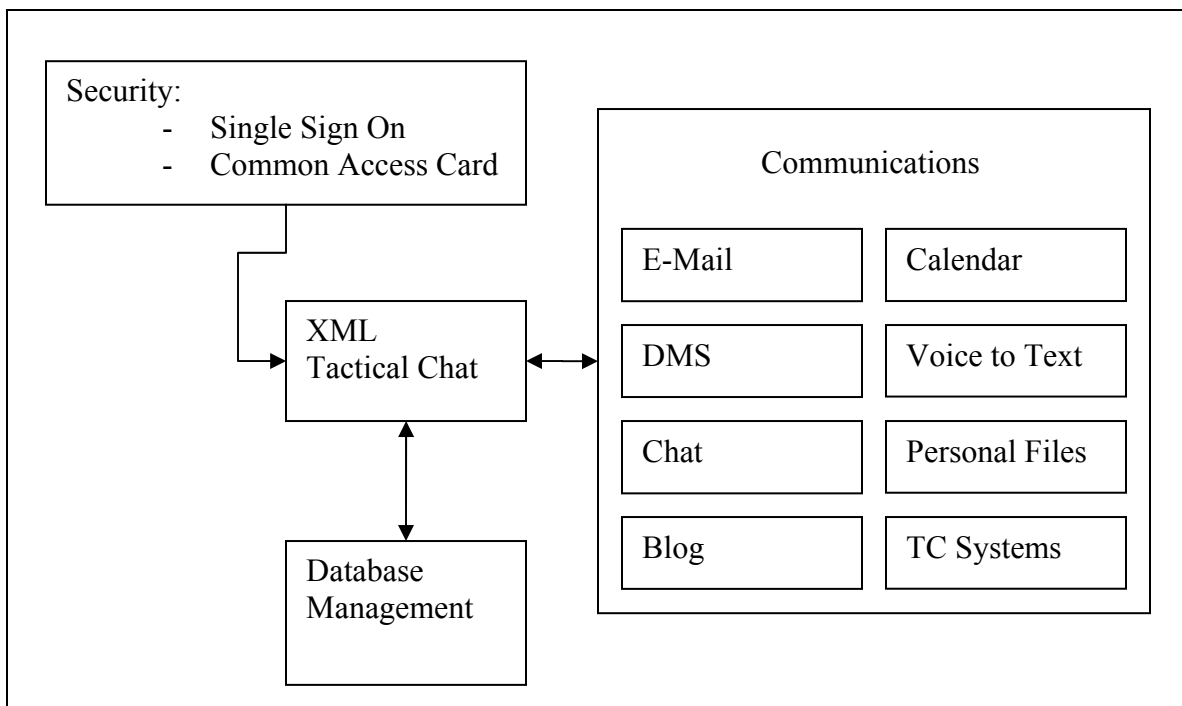 Security:
- Single Sign On
- Common Access Card
Communications
E-Mail
Calendar
DMS
Voice to Text
Chat
Personal Files
Blog
TC Systems
XML
Tactical Chat
Database
Management